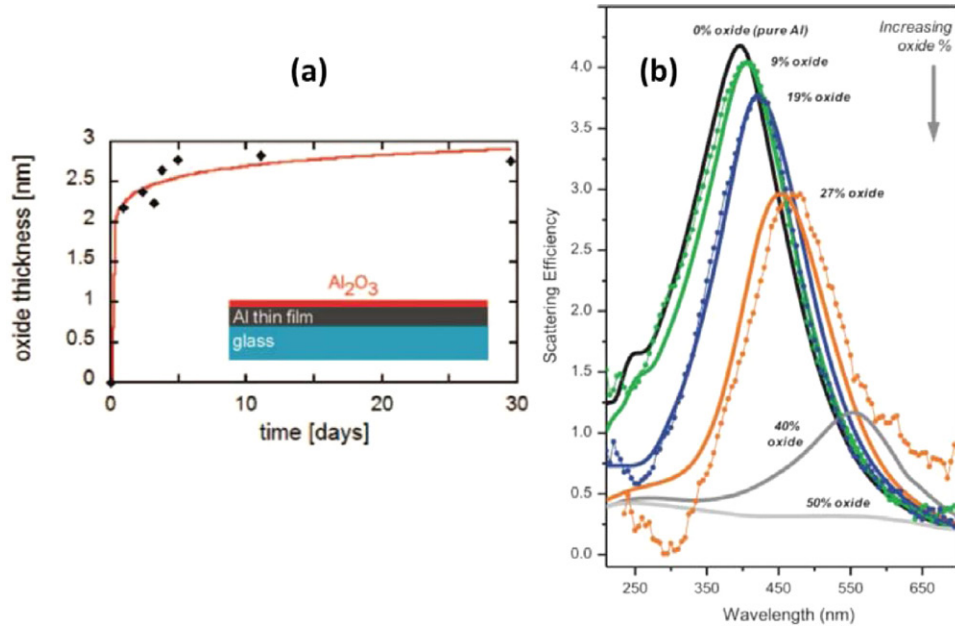 (a)
oxide thickness [nm]
3
2.5
2
1.5
1
0.5
0
0
10
20
30
time [days]
Al2O3
Al thin film
glass
(b)
0% oxide (pure Al)
9% oxide
19% oxide
27% oxide
40%
oxide
50% oxide
Increasing
oxide %
Scattering Efficiency
4.0
3.5
3.0
2.5
2.0
1.5
1.0
0.5
0.0
250
350
450
550
650
Wavelength (nm)